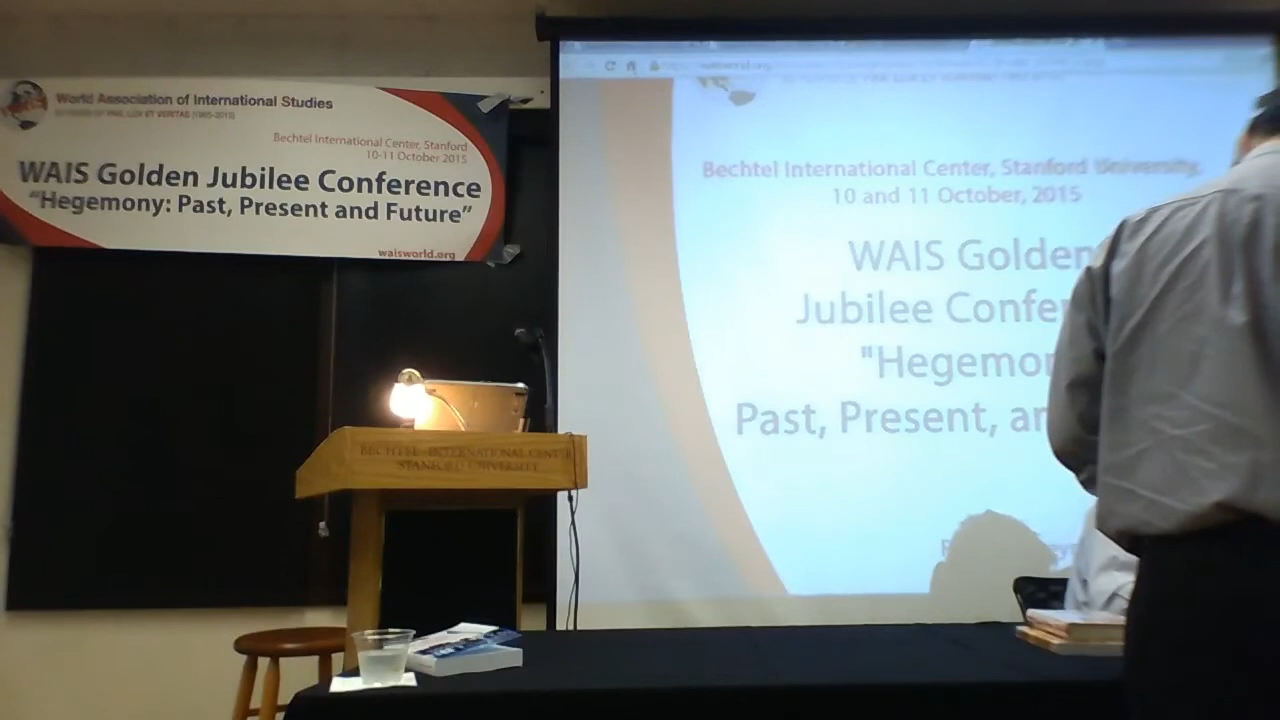 World Association of International Studies
Bechtel International Center, Stanford
10-11 October 2015
WAIS Golden Jubilee Conference
"Hegemony: Past, Present and Future"
waisworld.org
Bechtel International Center, Stanford University,
10 and 11 October, 2015
WAIS Golden
Jubilee Confe
"Hegemon
Past, Present, an
BECHTEL INTERNATIONAL CENTER
STANFORD UNIVERSITY